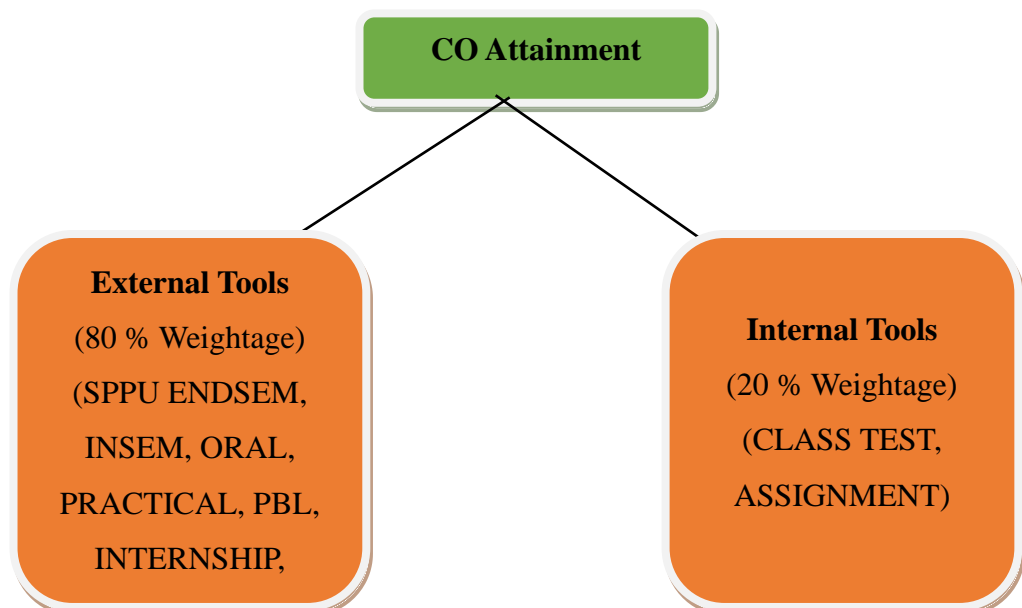 CO Attainment
External Tools
(80 % Weightage)
(SPPU ENDSEM,
INSEM, ORAL,
PRACTICAL, PBL,
INTERNSHIP,
Internal Tools
(20 % Weightage)
(CLASS TEST,
ASSIGNMENT)